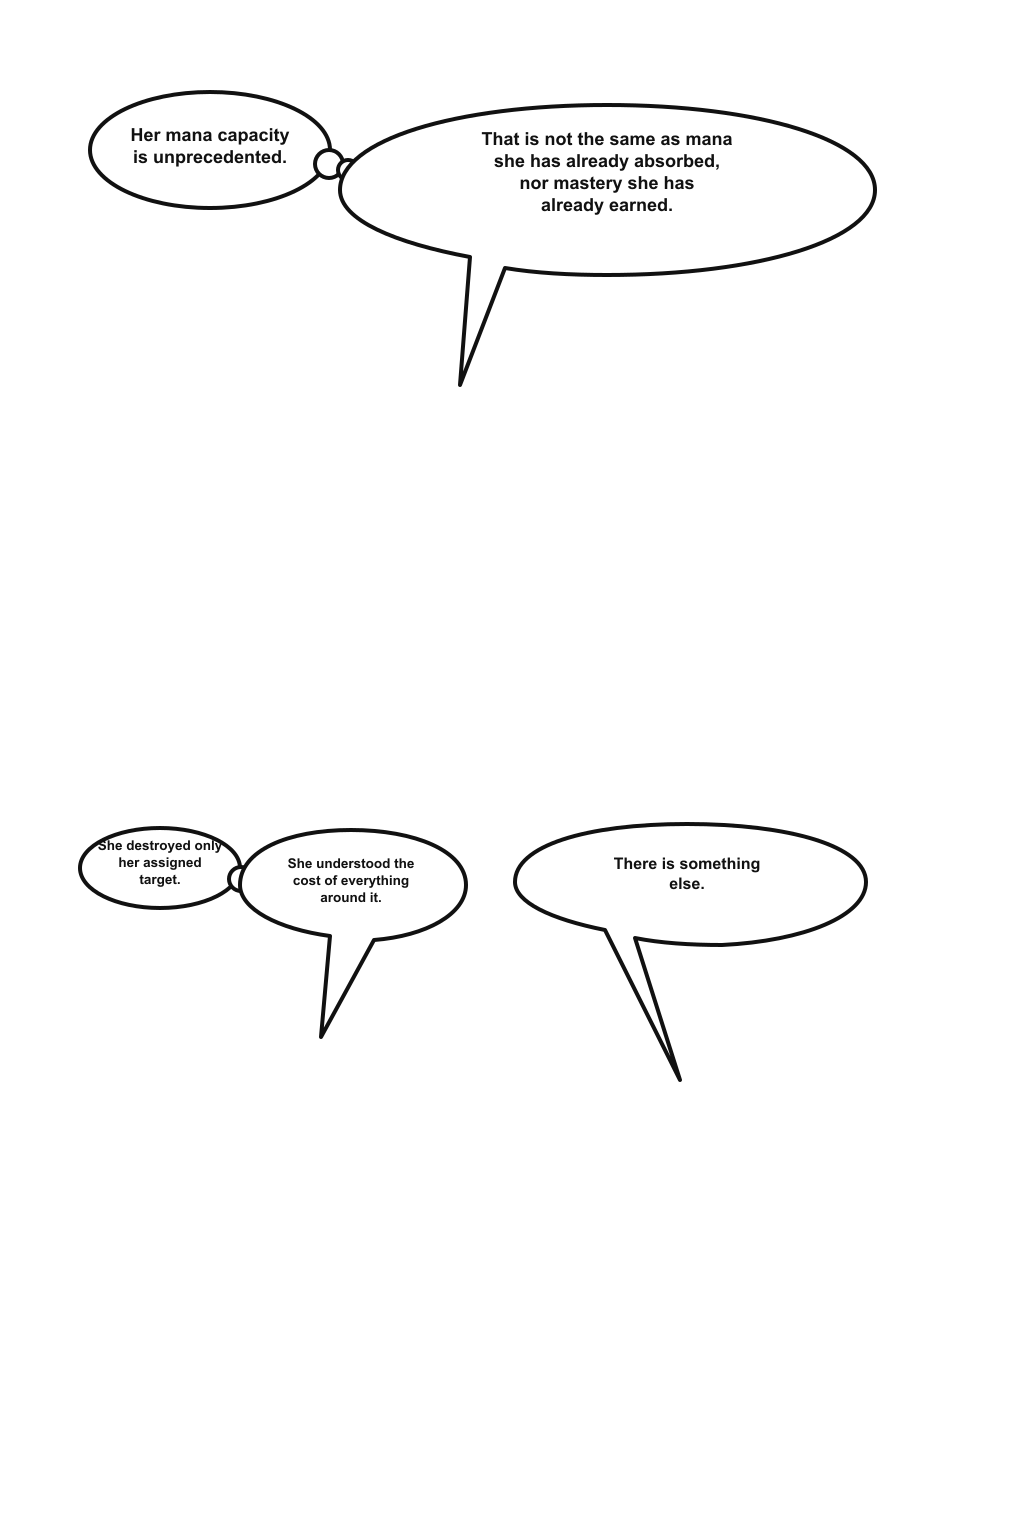 Her mana capacity
is unprecedented.
That is not the same as mana
she has already absorbed,
nor mastery she has
already earned.
She destroyed only
her assigned
target.
She understood the
cost of everything
around it.
There is something
else.